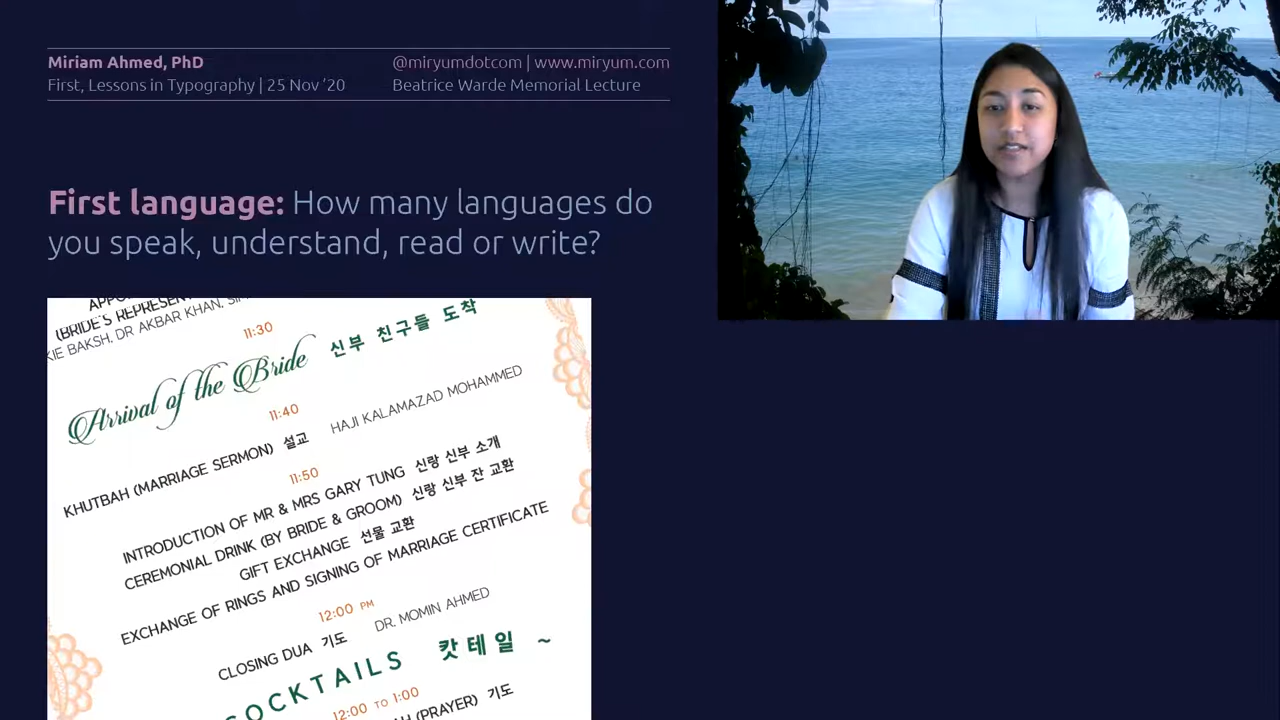 Miriam Ahmed, PhD
First, Lessons in Typography | 25 Nov ’20
@miryumdotcom | www.miryum.com
Beatrice Warde Memorial Lecture
First language: How many languages do
you speak, understand, read or write?
(BRIDE'S
BAKSH, DR AKBAR KHAN,
11:30
Arrival of the Bride 신부 친구들 도착
11:40
KHUTBAH (MARRIAGE SERMON) 설교 HAJI KALAMAZAD MOHAMMED
11:50
INTRODUCTION OF MR & MRS GARY TUNG 신랑 신부 소개
CEREMONIAL DRINK (BY BRIDE & GROOM) 신랑 신부 잔 교환
GIFT EXCHANGE 선물 교환
EXCHANGE OF RINGS AND SIGNING OF MARRIAGE CERTIFICATE
12:00 PM
CLOSING DUA 기도 DR. MOMIN AHMED
COCKTAILS 캇테일 ~
12:00 TO 1:00
(PRAYER) 기도